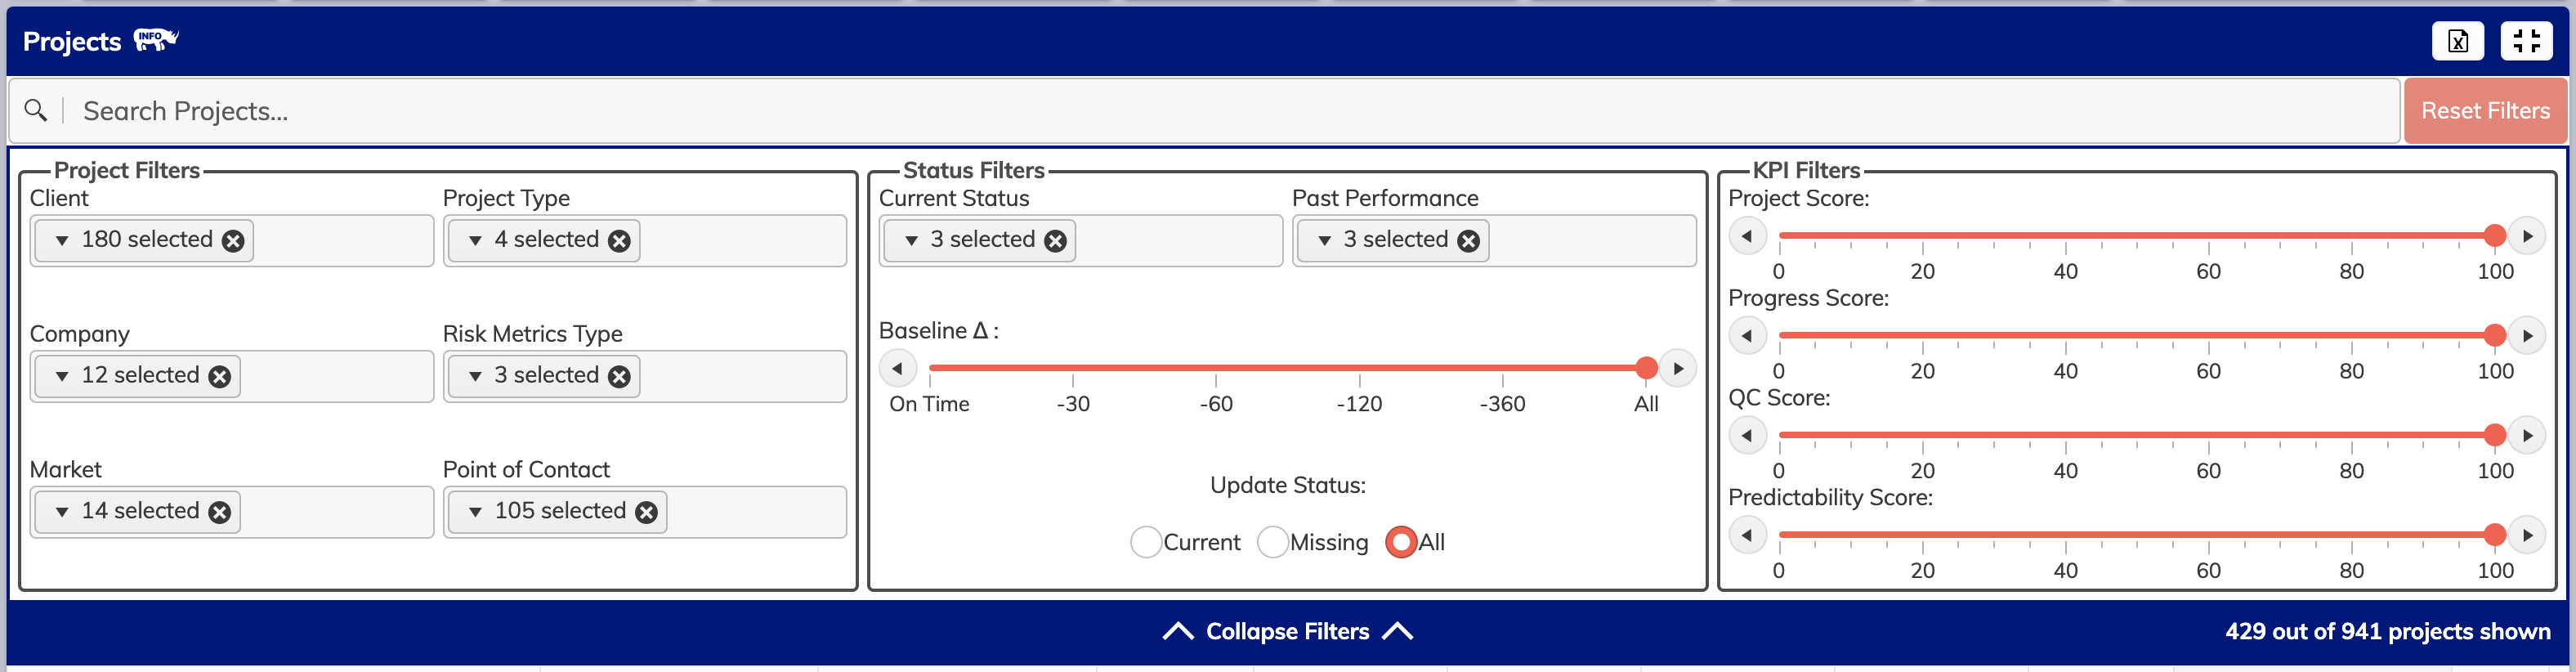 Projects INFO
Search Projects...
Reset Filters
Project Filters
Client
180 selected
Project Type
4 selected
Company
12 selected
Risk Metrics Type
3 selected
Market
14 selected
Point of Contact
105 selected
Status Filters
Current Status
3 selected
Past Performance
3 selected
Baseline Δ :
On Time -30 -60 -120 -360 All
Update Status:
Current Missing All
KPI Filters
Project Score:
0 20 40 60 80 100
Progress Score:
0 20 40 60 80 100
QC Score:
0 20 40 60 80 100
Predictability Score:
0 20 40 60 80 100
Collapse Filters
429 out of 941 projects shown